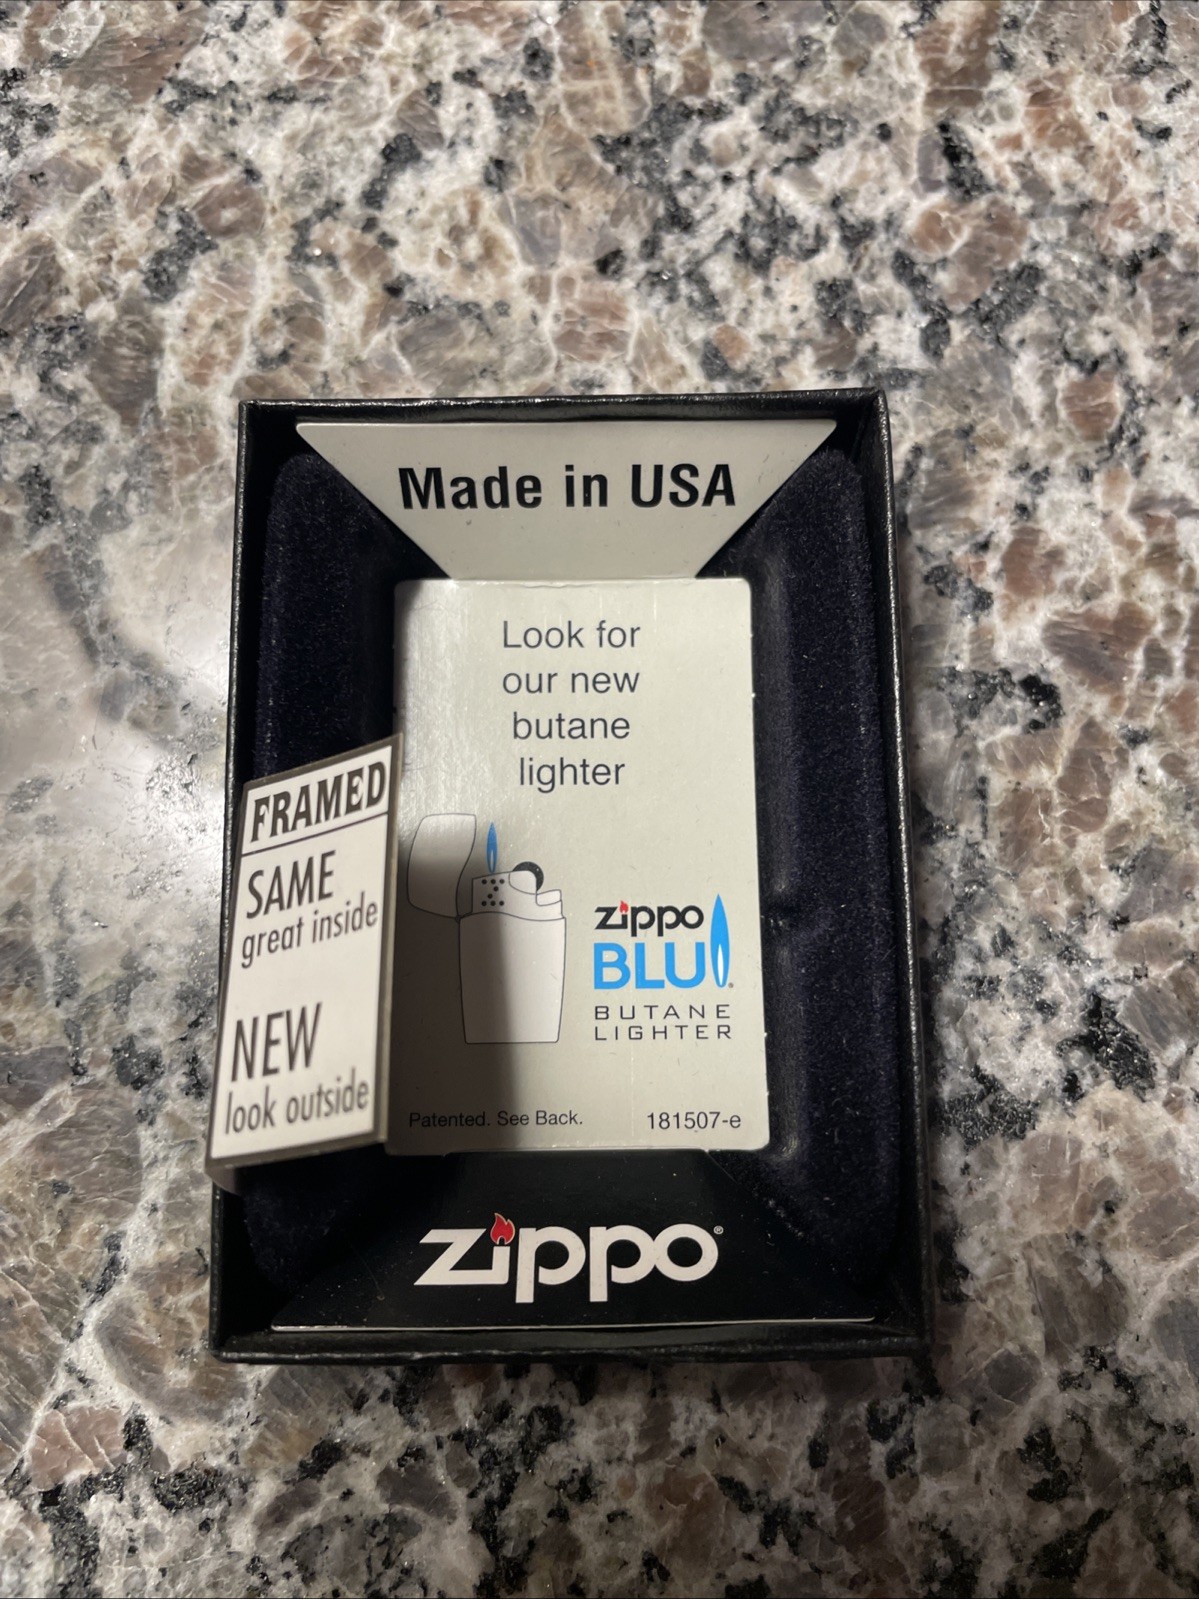 Made in USA
Look for
our new
butane
lighter
FRAMED
SAME
great inside
NEW
look outside
zippo
BLU
BUTANE
LIGHTER
Patented. See Back.
181507-e
zippo®